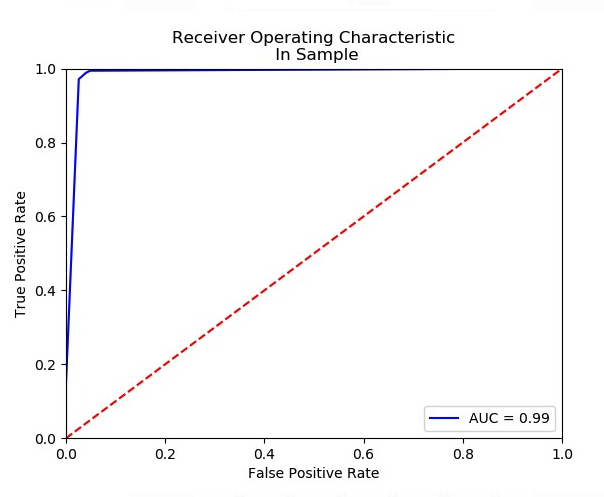 Receiver Operating Characteristic
In Sample
True Positive Rate
1.0
0.8
0.6
0.4
0.2
0.0
AUC = 0.99
0.0 0.2 0.4 0.6 0.8 1.0
False Positive Rate